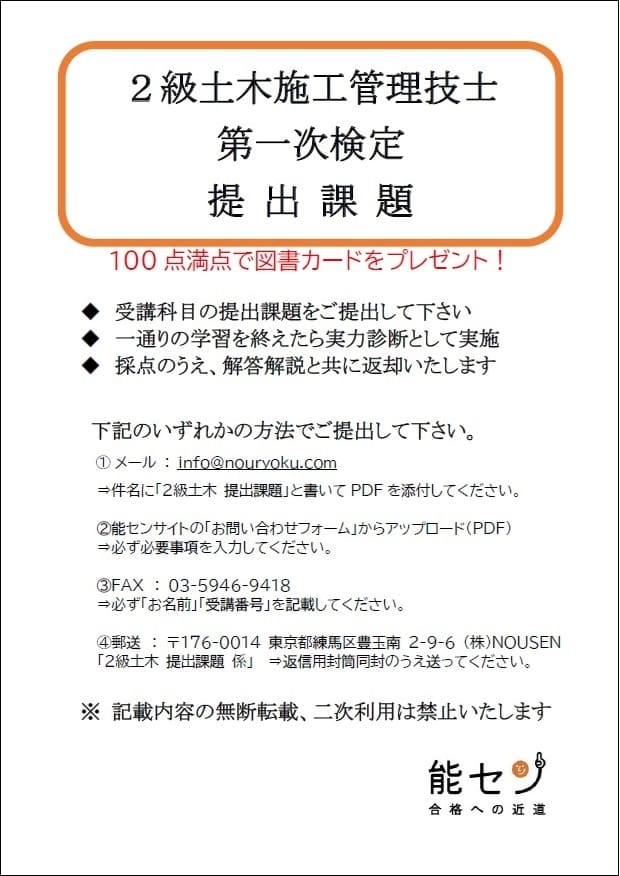 ２級土木施工管理技士
第一次検定
提 出 課 題
100 点満点で図書カードをプレゼント！
◆ 受講科目の提出課題をご提出して下さい
◆ 一通りの学習を終えたら実力診断として実施
◆ 採点のうえ、解答解説と共に返却いたします
下記のいずれかの方法でご提出して下さい。
①メール ： info@nouryoku.com
⇒件名に「２級土木 提出課題」と書いて PDF を添付してください。
②能センサイトの「お問い合わせフォーム」からアップロード（PDF）
⇒必ず必要事項を入力してください。
③FAX ： 03-5946-9418
⇒必ず「お名前」「受講番号」を記載してください。
④郵送 ： 〒176-0014 東京都練馬区豊玉南 2-9-6 （株）NOUSEN
「２級土木 提出課題 係」 ⇒返信用封筒同封のうえ送ってください。
※ 記載内容の無断転載、二次利用は禁止いたします
能セン
合格への近道